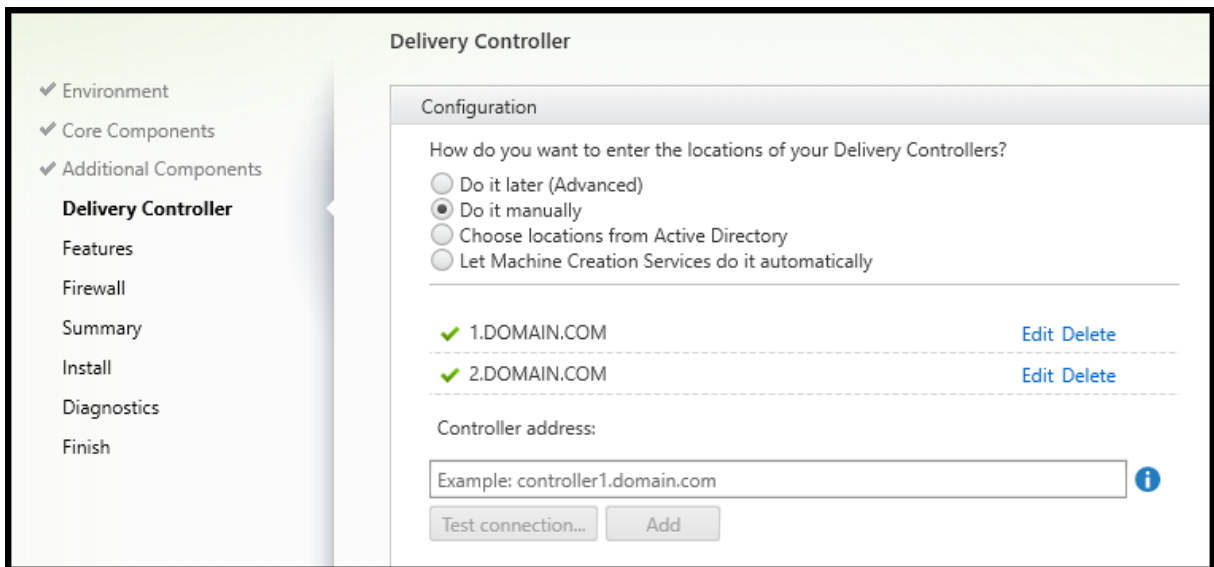 Delivery Controller
Environment
Core Components
Additional Components
Delivery Controller
Features
Firewall
Summary
Install
Diagnostics
Finish
Configuration
How do you want to enter the locations of your Delivery Controllers?
Do it later (Advanced)
Do it manually
Choose locations from Active Directory
Let Machine Creation Services do it automatically
1.DOMAIN.COM Edit Delete
2.DOMAIN.COM Edit Delete
Controller address:
Example: controller1.domain.com
Test connection... Add